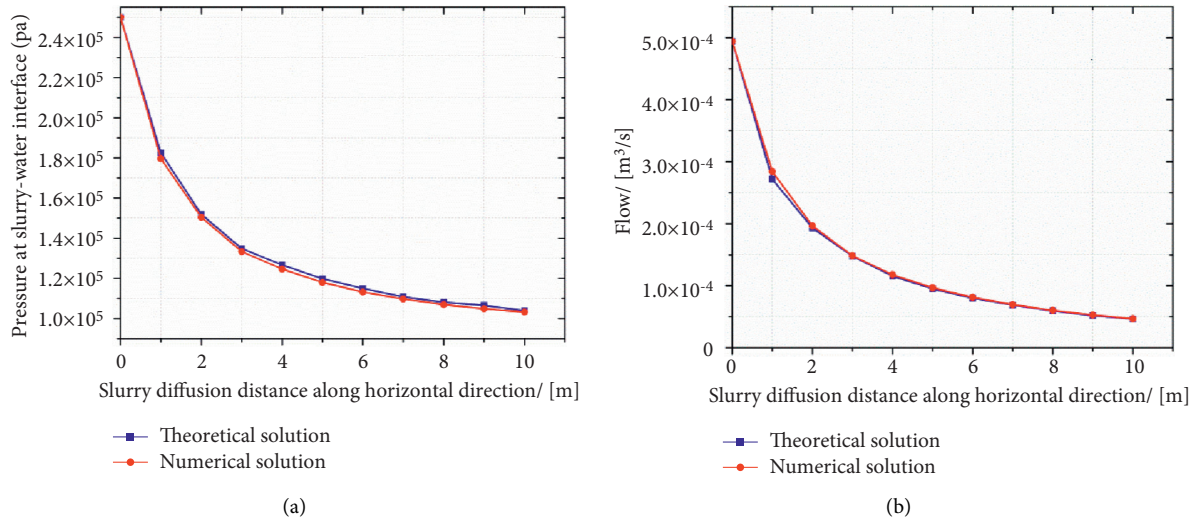 Pressure at slurry-water interface (pa)
2.4×10⁵
2.2×10⁵
2.0×10⁵
1.8×10⁵
1.6×10⁵
1.4×10⁵
1.2×10⁵
1.0×10⁵
0 2 4 6 8 10
Slurry diffusion distance along horizontal direction/ [m]
Theoretical solution
Numerical solution
(a)
Flow/ [m³/s]
5.0×10⁻⁴
4.0×10⁻⁴
3.0×10⁻⁴
2.0×10⁻⁴
1.0×10⁻⁴
0
0 2 4 6 8 10
Slurry diffusion distance along horizontal direction/ [m]
Theoretical solution
Numerical solution
(b)